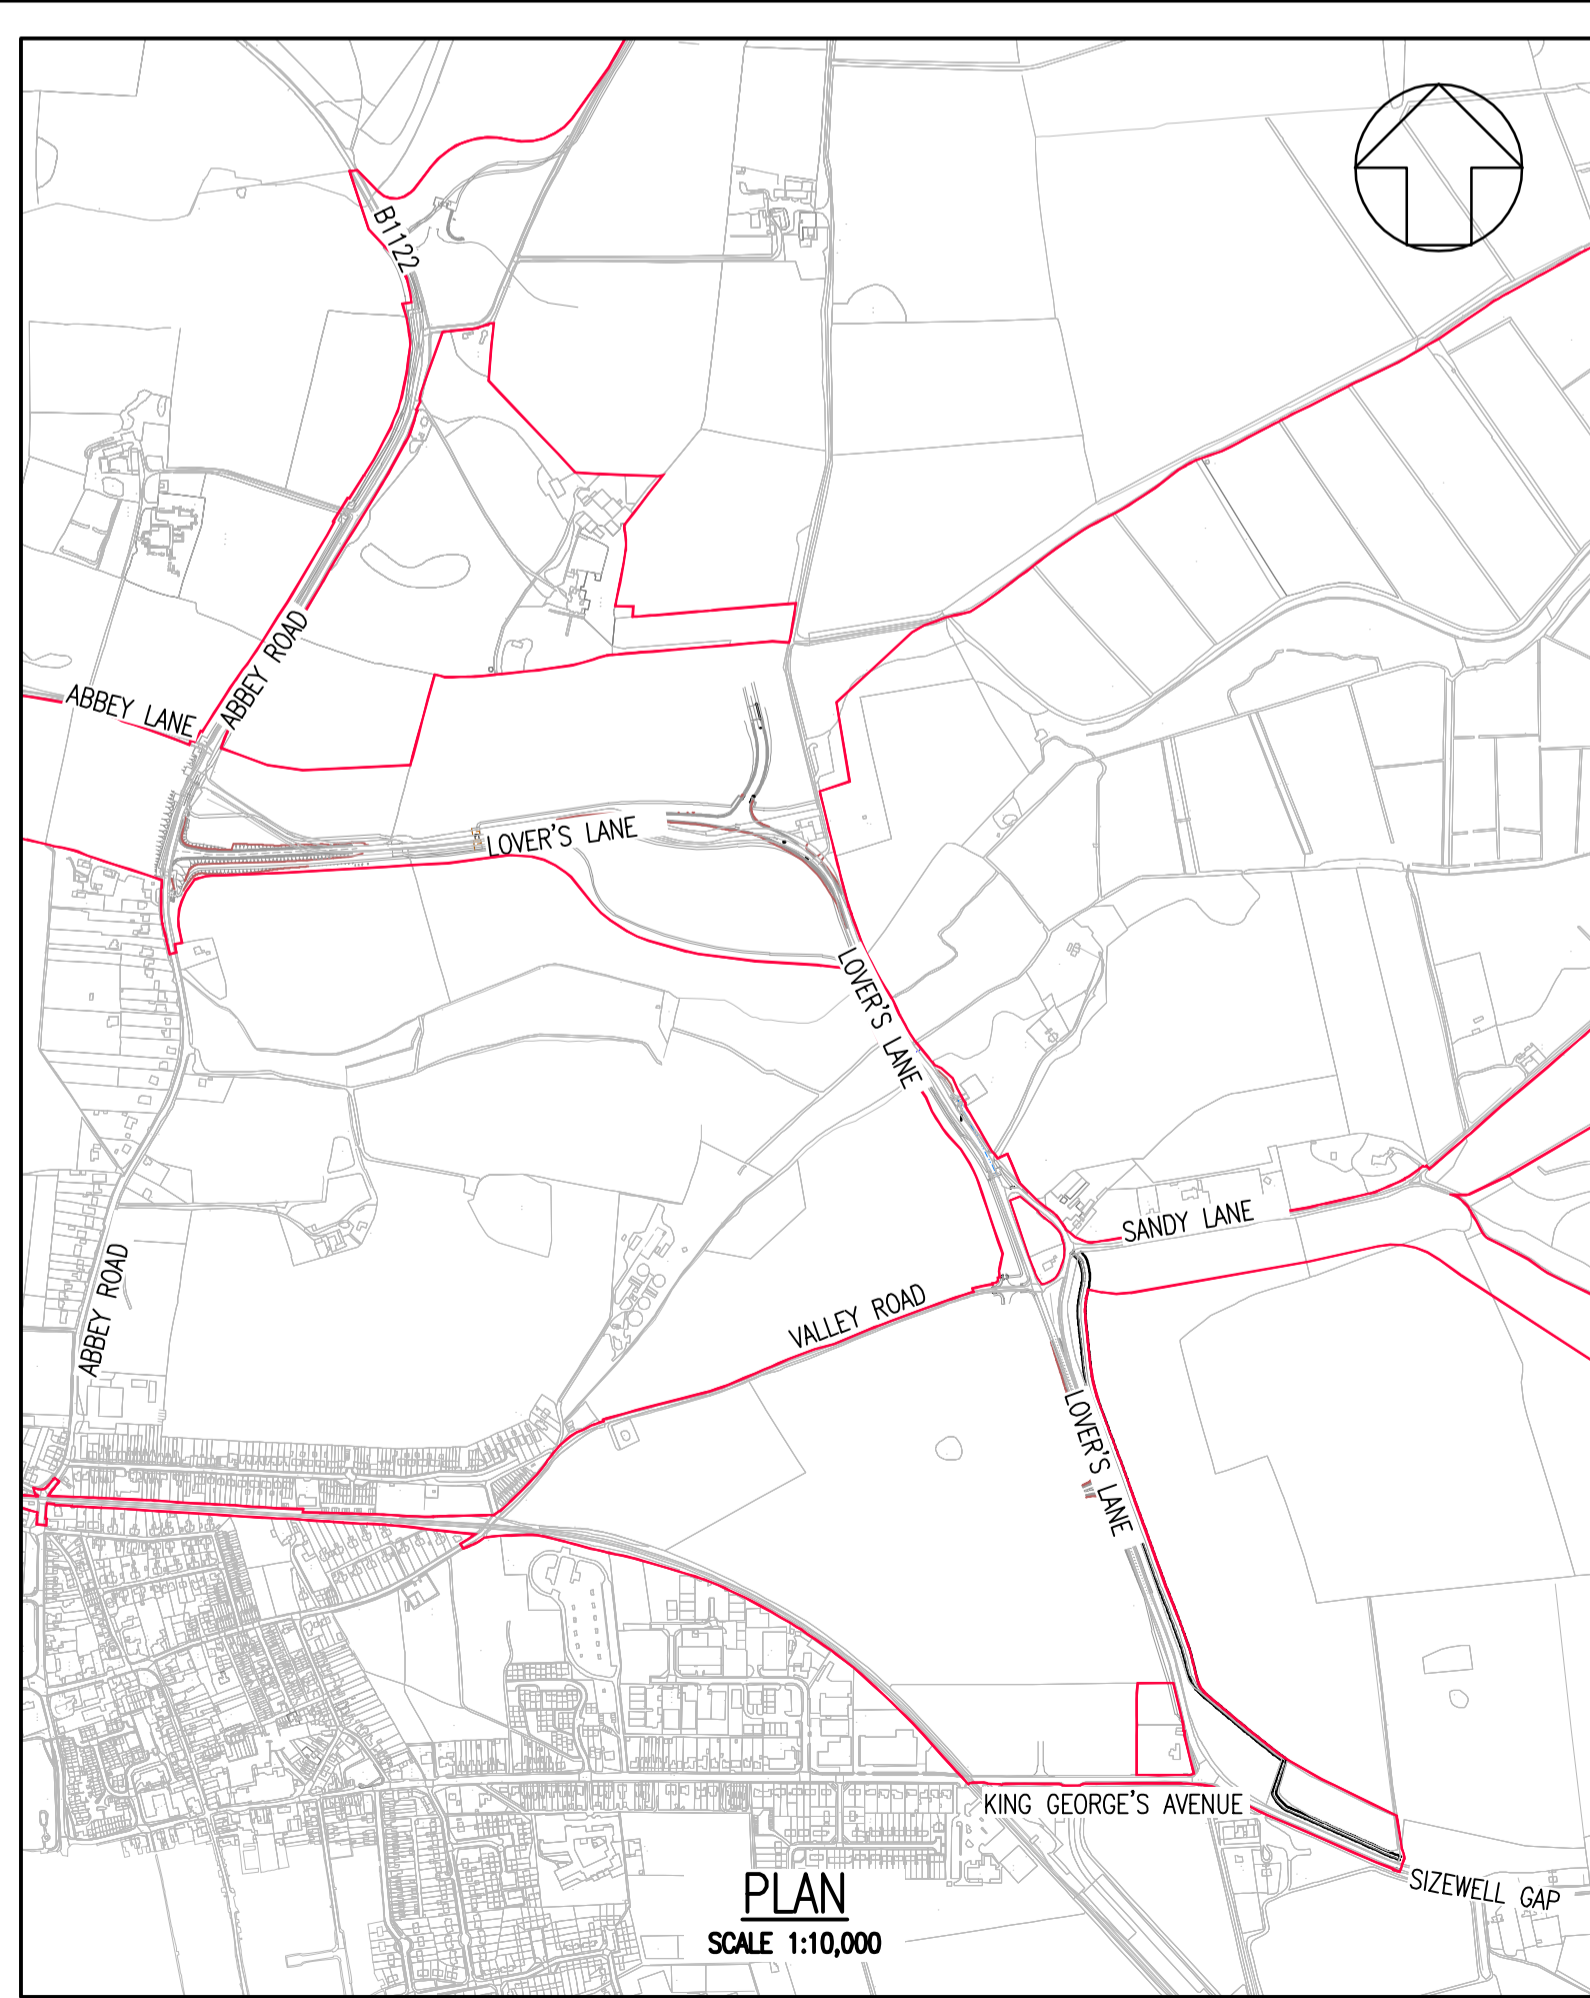 B1122
ABBEY ROAD
ABBEY LANE
LOVER'S LANE
LOVER'S LANE
SANDY LANE
ABBEY ROAD
VALLEY ROAD
LOVER'S LANE
KING GEORGE'S AVENUE
SIZEWELL GAP
PLAN
SCALE 1:10,000